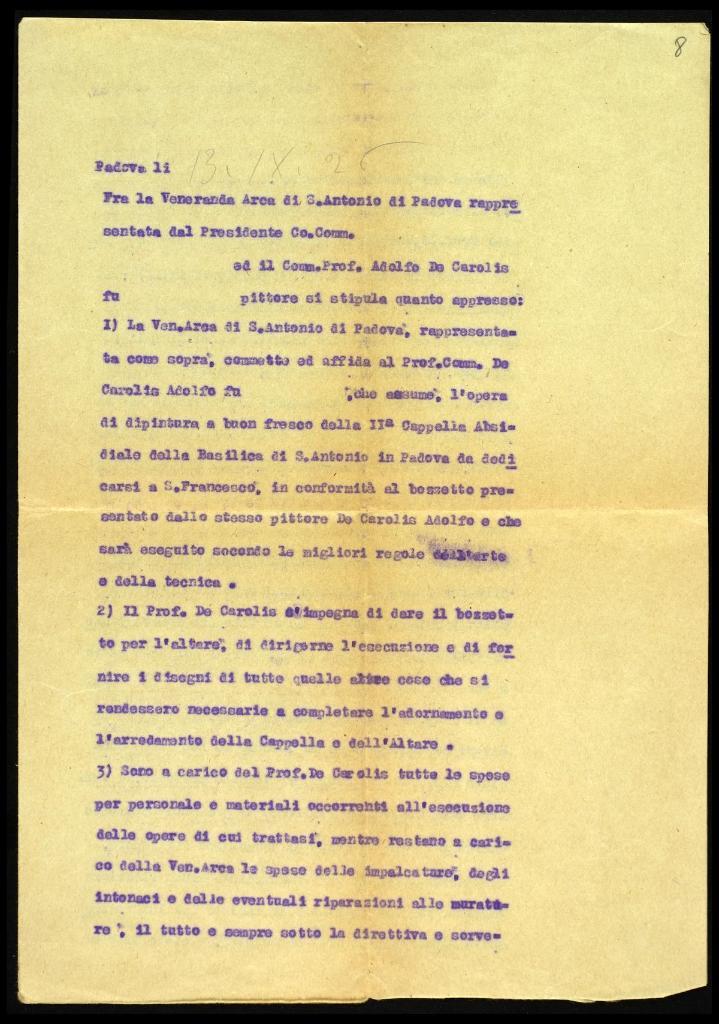 8
Padova li 13.IX.25
Fra la Veneranda Arca di S.Antonio di Padova rappre
sentata dal Presidente Co.Comm.
ed il Comm.Prof. Adolfo De Carolis
fu pittore si stipula quanto appresso:
I) La Ven.Arca di S.Antonio di Padova, rappresenta=
ta come sopra, commette ed affida al Prof.Comm. De
Carolis Adolfo fu ,che assume, l'opera
di dipintura a buon fresco della IIª Cappella Absi=
diale della Basilica di S.Antonio in Padova da dedi
carsi a S.Francesco, in conformità al bozzetto pre=
sentato dallo stesso pittore De Carolis Adolfo e che
sarà eseguito secondo le migliori regole dell'arte
e della tecnica .
2) Il Prof. De Carolis s'impegna di dare il bozzet=
to per l'altare, di dirigerne l'esecuzione e di for
nire i disegni di tutte quelle altre cose che si
rendessero necessarie a completare l'adornamento e
l'arredamento della Cappella e dell'Altare .
3) Sono a carico del Prof.De Carolis tutte le spese
per personale e materiali occorrenti all'esecuzione
delle opere di cui trattasi, mentre restano a cari=
co della Ven.Arca le spese delle impalcature, degli
intonaci e delle eventuali riparazioni alle muratu=
re , il tutto e sempre sotto la direttiva e sorve=